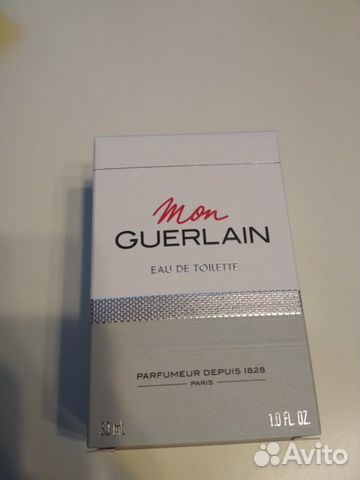 Mon
GUERLAIN
EAU DE TOILETTE
PARFUMEUR DEPUIS 1828
PARIS
30 ml
1.0 FL. OZ.
Avito